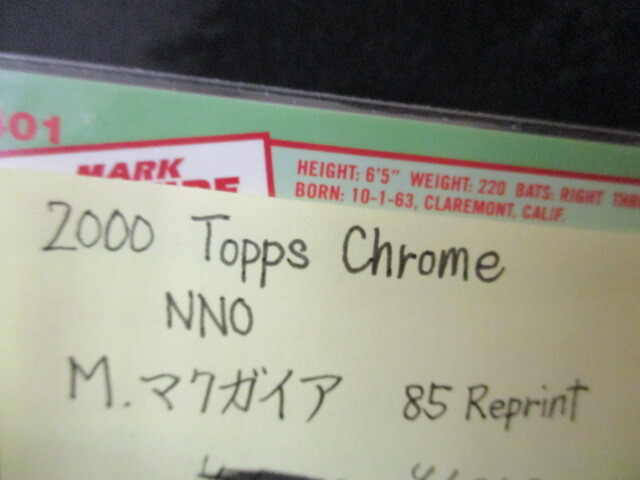 401
MARK
HEIGHT: 6'5" WEIGHT: 220 BATS: RIGHT
BORN: 10-1-63, CLAREMONT, CALIF.
2000 Topps Chrome
NNO
M.マクガイア 85 Reprint